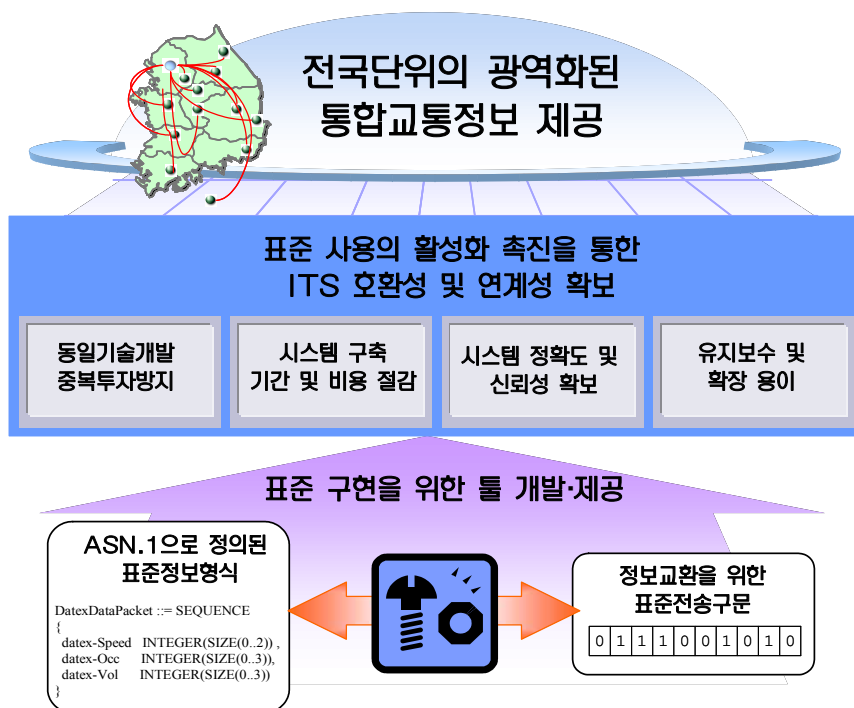 전국단위의 광역화된
통합교통정보 제공
표준 사용의 활성화 촉진을 통한
ITS 호환성 및 연계성 확보
동일기술개발
중복투자방지
시스템 구축
기간 및 비용 절감
시스템 정확도 및
신뢰성 확보
유지보수 및
확장 용이
표준 구현을 위한 툴 개발·제공
ASN.1으로 정의된
표준정보형식
DatexDataPacket ::= SEQUENCE
{
datex-Speed INTEGER(SIZE(0..2)) ,
datex-Occ INTEGER(SIZE(0..3)),
datex-Vol INTEGER(SIZE(0..3))
}
정보교환을 위한
표준전송구문
0 1 1 1 0 0 1 0 1 0